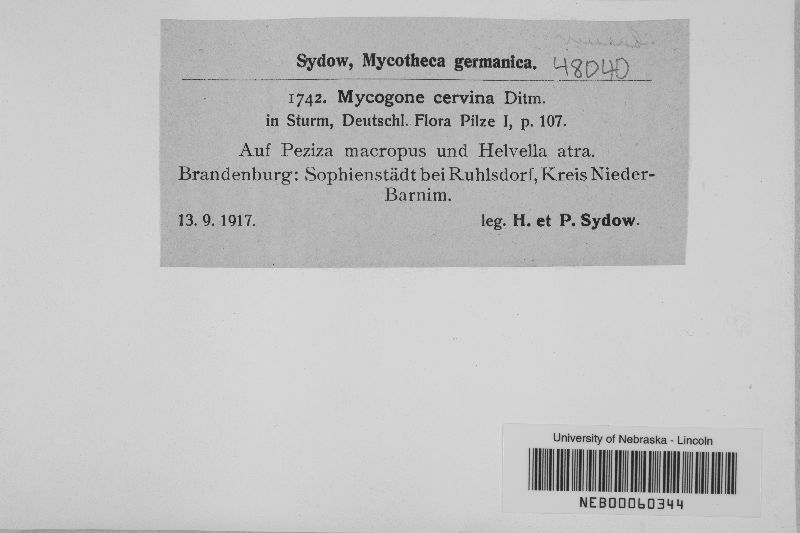 Sydow, Mycotheca germanica. 48040
1742. Mycogone cervina Ditm.
in Sturm, Deutschl. Flora Pilze I, p. 107.
Auf Peziza macropus und Helvella atra.
Brandenburg: Sophienstädt bei Ruhlsdorf, Kreis Nieder-
Barnim.
13. 9. 1917. leg. H. et P. Sydow.
University of Nebraska - Lincoln
NEB00060344